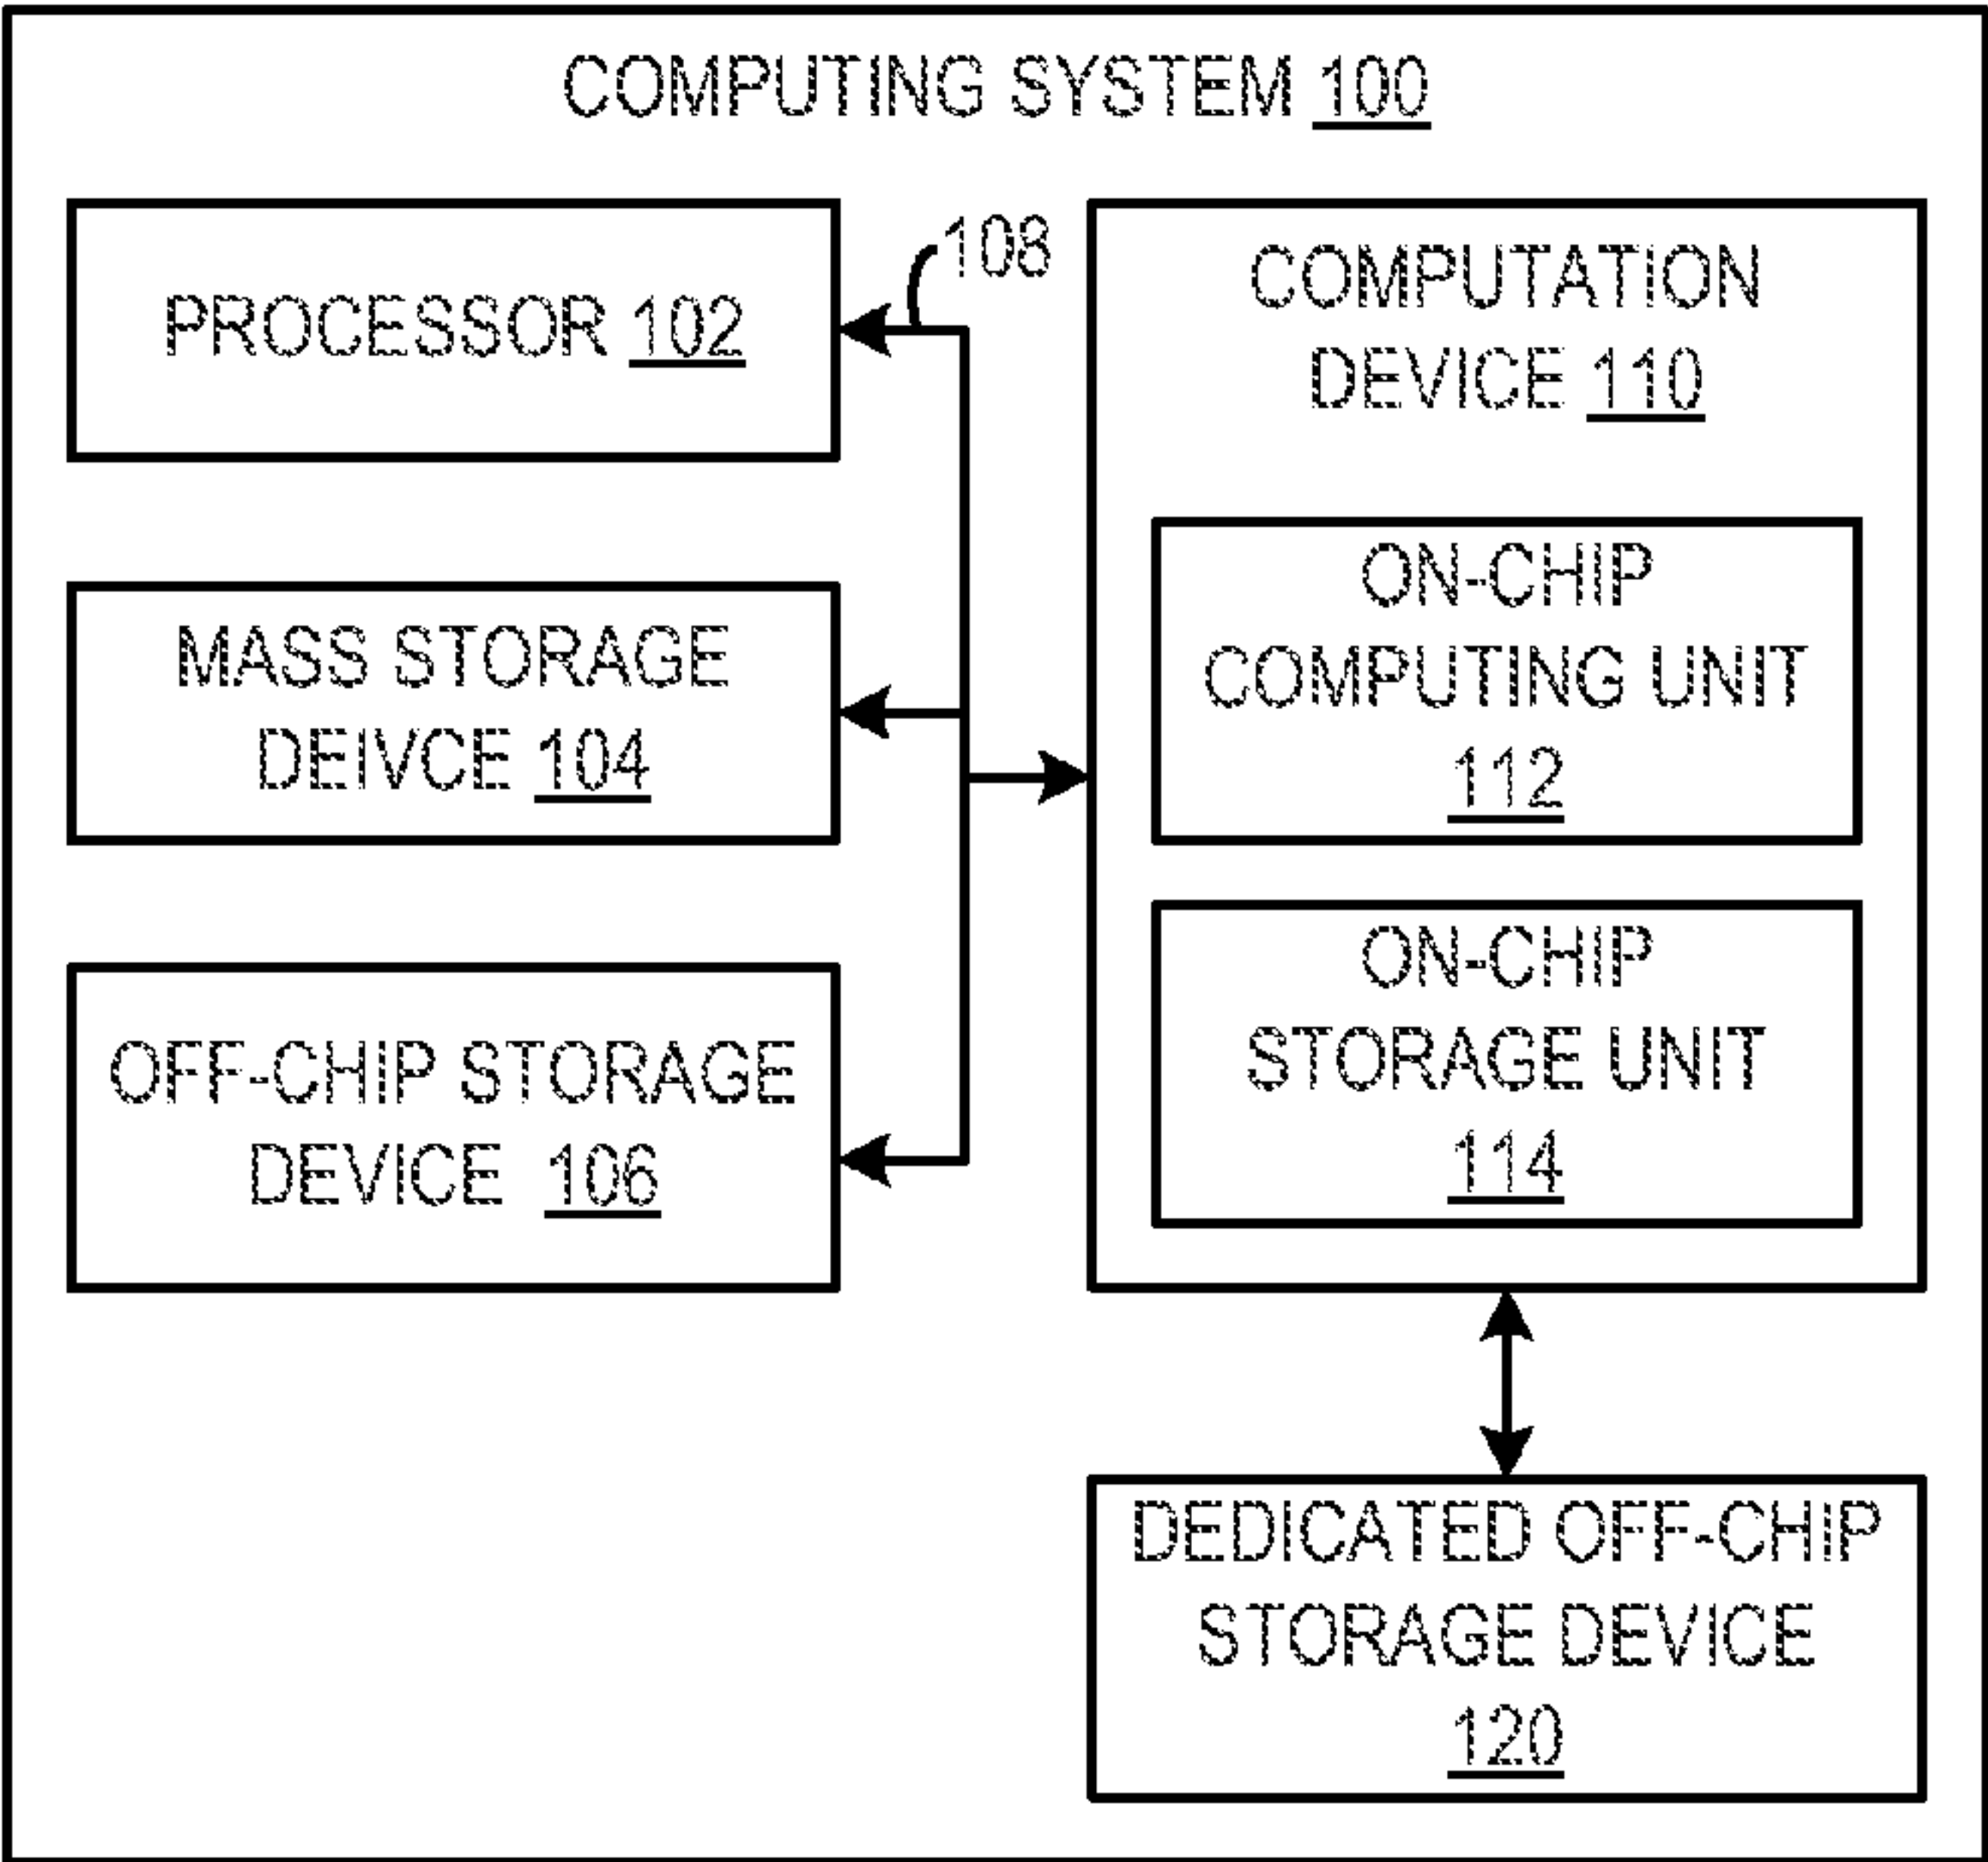 COMPUTING SYSTEM 100
PROCESSOR 102
108
MASS STORAGE
DEIVCE 104
OFF-CHIP STORAGE
DEVICE 106
COMPUTATION
DEVICE 110
ON-CHIP
COMPUTING UNIT
112
ON-CHIP
STORAGE UNIT
114
DEDICATED OFF-CHIP
STORAGE DEVICE
120